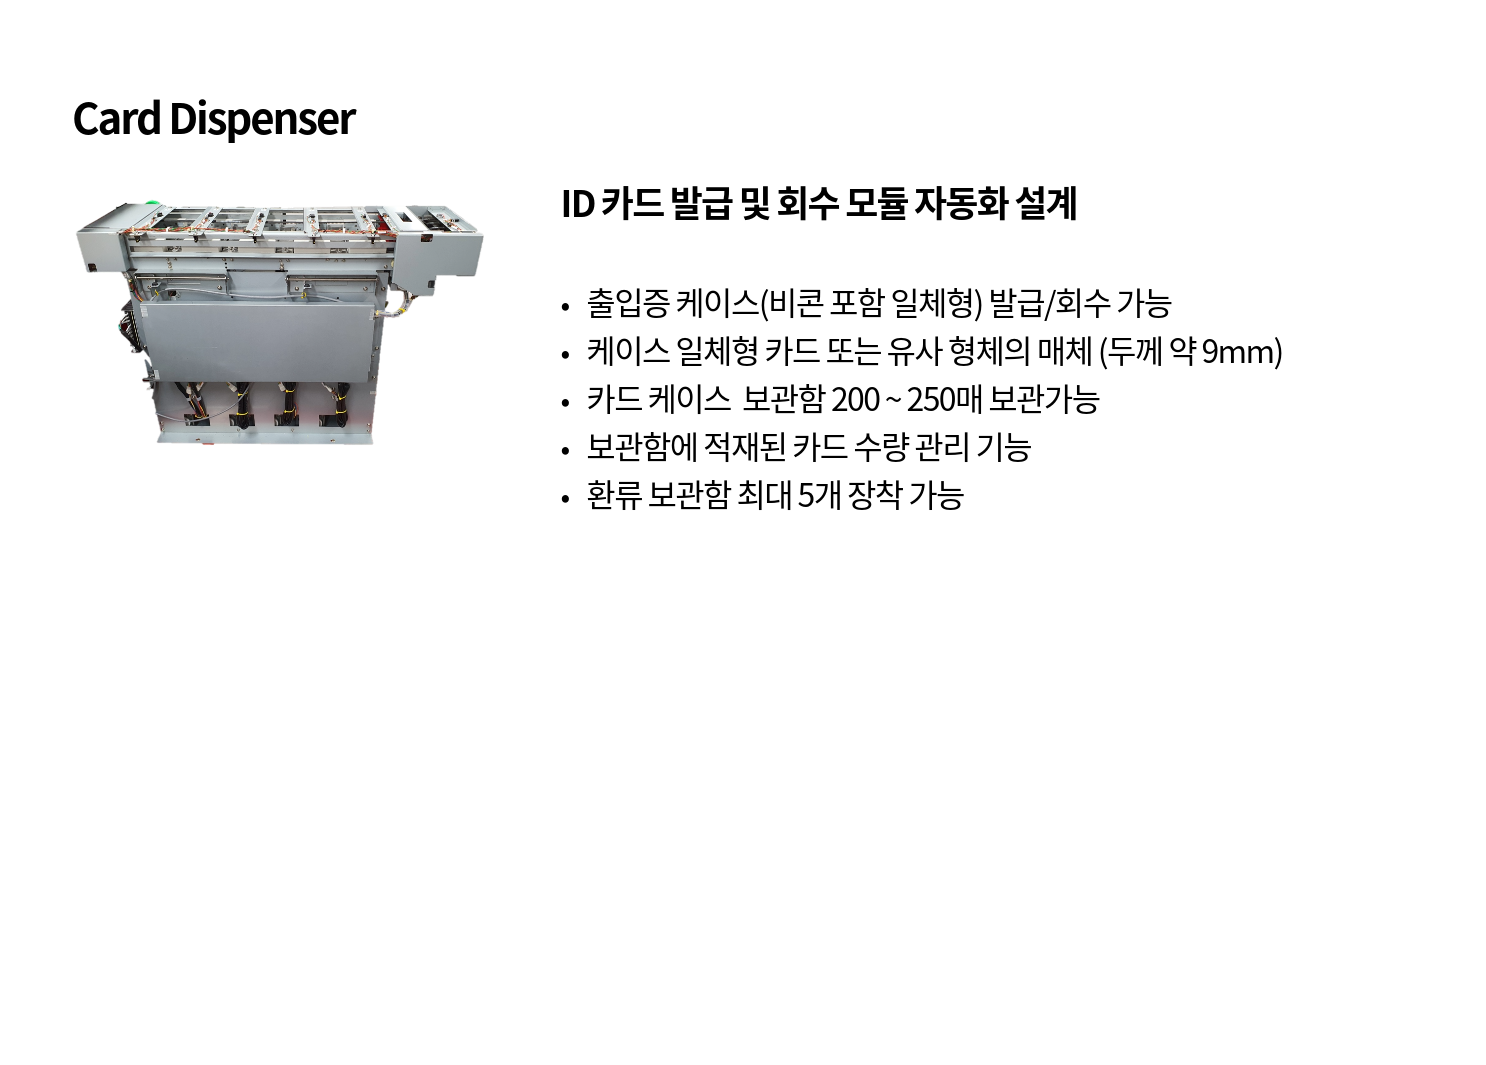 Card Dispenser
ID 카드 발급 및 회수 모듈 자동화 설계
• 출입증 케이스(비콘 포함 일체형) 발급/회수 가능
• 케이스 일체형 카드 또는 유사 형체의 매체 (두께 약 9mm)
• 카드 케이스  보관함 200 ~ 250매 보관가능
• 보관함에 적재된 카드 수량 관리 기능
• 환류 보관함 최대 5개 장착 가능